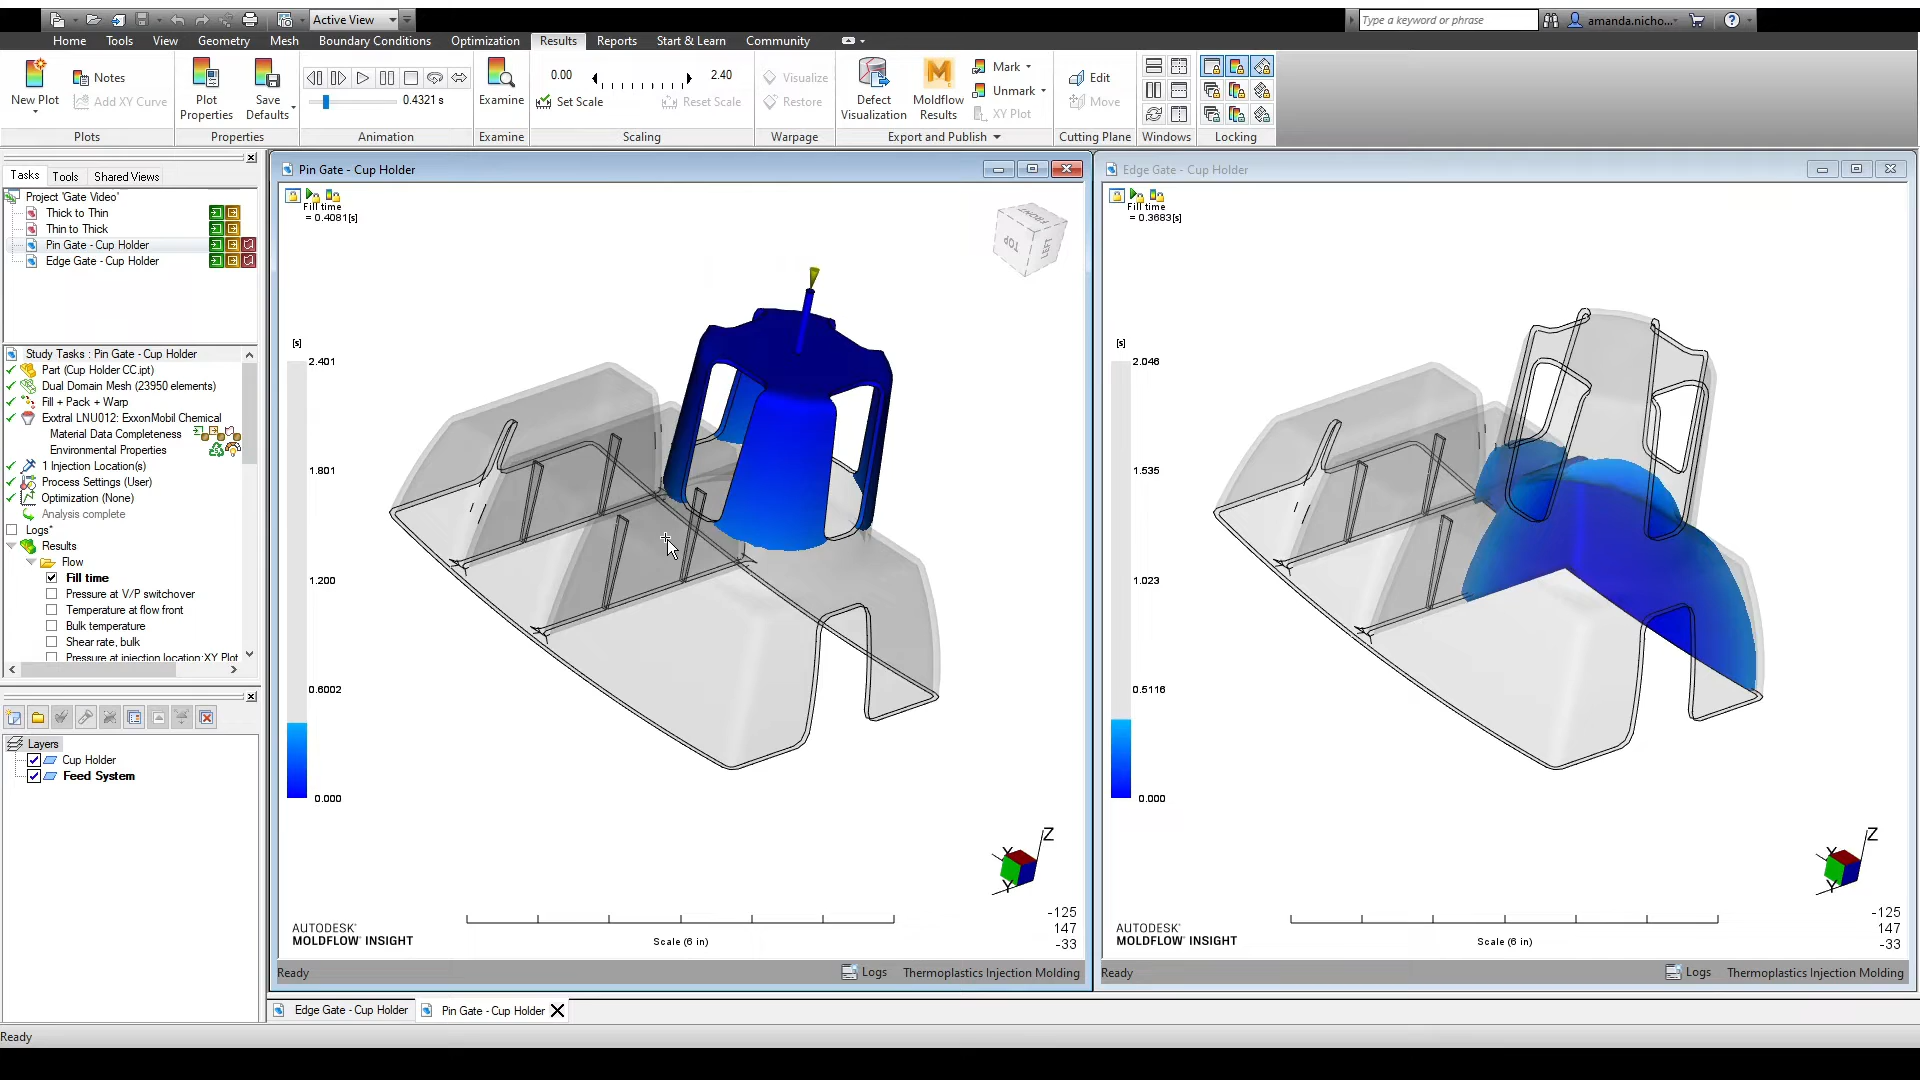 Active View
Type a keyword or phrase
amanda.nicho...
Home Tools View Geometry Mesh Boundary Conditions Optimization Results Reports Start & Learn Community
New Plot
Notes
Add XY Curve
Plots
Plot Properties
Save Defaults
Properties
0.4321 s
Animation
Examine
Examine
0.00 2.40
Set Scale Reset Scale
Scaling
Visualize
Restore
Warpage
Defect Visualization
Moldflow Results
Mark
Unmark
XY Plot
Export and Publish
Edit
Move
Cutting Plane
Windows
Locking
Tasks Tools Shared Views
Project 'Gate Video'
Thick to Thin
Thin to Thick
Pin Gate - Cup Holder
Edge Gate - Cup Holder
Study Tasks : Pin Gate - Cup Holder
Part (Cup Holder CC.ipt)
Dual Domain Mesh (23950 elements)
Fill + Pack + Warp
Exxtral LNU012: ExxonMobil Chemical
Material Data Completeness
Environmental Properties
1 Injection Location(s)
Process Settings (User)
Optimization (None)
Analysis complete
Logs*
Results
Flow
Fill time
Pressure at V/P switchover
Temperature at flow front
Bulk temperature
Shear rate, bulk
Pressure at injection location:XY Plot
Layers
Cup Holder
Feed System
Pin Gate - Cup Holder
Fill time
= 0.4081[s]
FRONT
TOP
LEFT
[s]
2.401
1.801
1.200
0.6002
0.000
Z
X
Y
-125
147
-33
AUTODESK
MOLDFLOW INSIGHT
Scale (6 in)
Ready Logs Thermoplastics Injection Molding
Edge Gate - Cup Holder
Fill time
= 0.3683[s]
[s]
2.046
1.535
1.023
0.5116
0.000
Z
X
Y
-125
147
-33
AUTODESK
MOLDFLOW INSIGHT
Scale (6 in)
Ready Logs Thermoplastics Injection Molding
Edge Gate - Cup Holder Pin Gate - Cup Holder
Ready